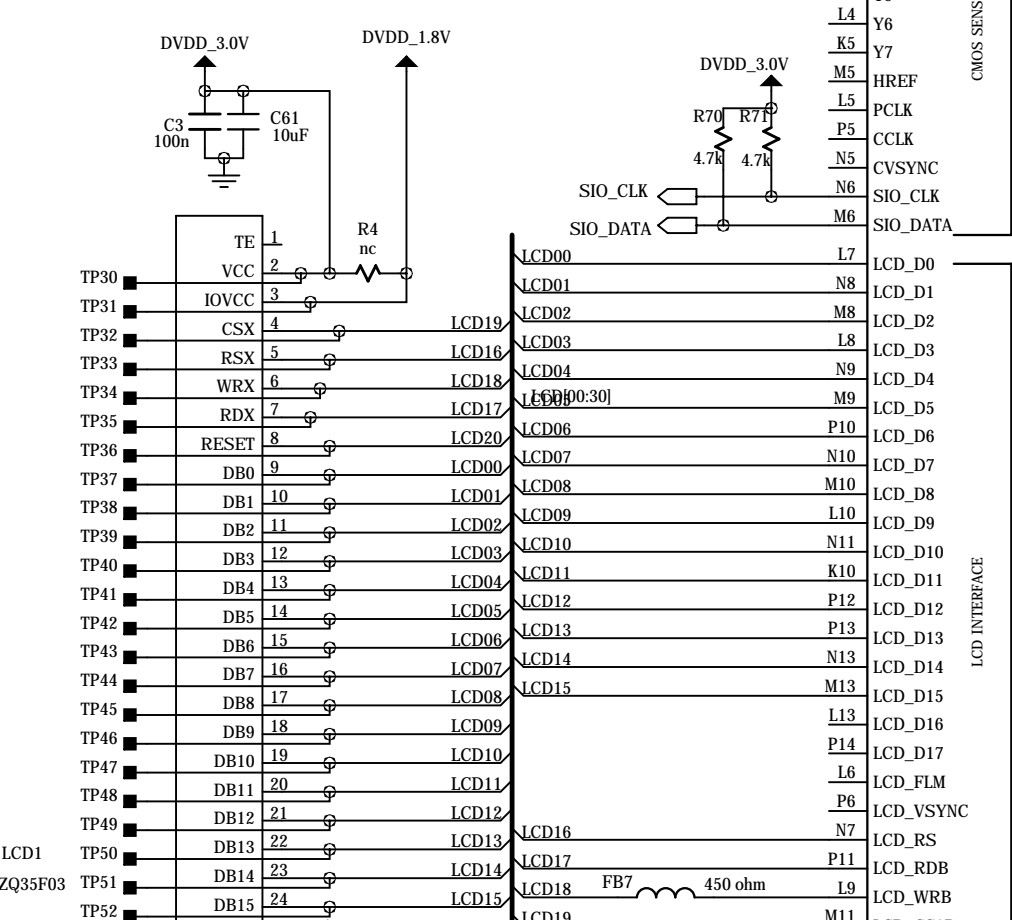 DVDD_3.0V
DVDD_1.8V
C3
100n
C61
10uF
R4
nc
DVDD_3.0V
R70 R71
4.7k 4.7k
SIO_CLK
SIO_DATA
CMOS SENS
L4 Y6
K5 Y7
M5 HREF
L5 PCLK
P5 CCLK
N5 CVSYNC
N6 SIO_CLK
M6 SIO_DATA
TE 1
TP30 VCC 2
TP31 IOVCC 3
TP32 CSX 4 LCD19
TP33 RSX 5 LCD16
TP34 WRX 6 LCD18
TP35 RDX 7 LCD17
TP36 RESET 8 LCD20
TP37 DB0 9 LCD00
TP38 DB1 10 LCD01
TP39 DB2 11 LCD02
TP40 DB3 12 LCD03
TP41 DB4 13 LCD04
TP42 DB5 14 LCD05
TP43 DB6 15 LCD06
TP44 DB7 16 LCD07
TP45 DB8 17 LCD08
TP46 DB9 18 LCD09
TP47 DB10 19 LCD10
TP48 DB11 20 LCD11
TP49 DB12 21 LCD12
TP50 DB13 22 LCD13
TP51 DB14 23 LCD14
TP52 DB15 24 LCD15
LCD1
ZQ35F03
LCD00 L7 LCD_D0
LCD01 N8 LCD_D1
LCD02 M8 LCD_D2
LCD03 L8 LCD_D3
LCD04 N9 LCD_D4
LCD[00:30]
LCD05 M9 LCD_D5
LCD06 P10 LCD_D6
LCD07 N10 LCD_D7
LCD08 M10 LCD_D8
LCD09 L10 LCD_D9
LCD10 N11 LCD_D10
LCD11 K10 LCD_D11
LCD12 P12 LCD_D12
LCD13 P13 LCD_D13
LCD14 N13 LCD_D14
LCD15 M13 LCD_D15
L13 LCD_D16
P14 LCD_D17
L6 LCD_FLM
P6 LCD_VSYNC
LCD16 N7 LCD_RS
LCD17 P11 LCD_RDB
LCD18 FB7 450 ohm L9 LCD_WRB
LCD19 M11
LCD INTERFACE